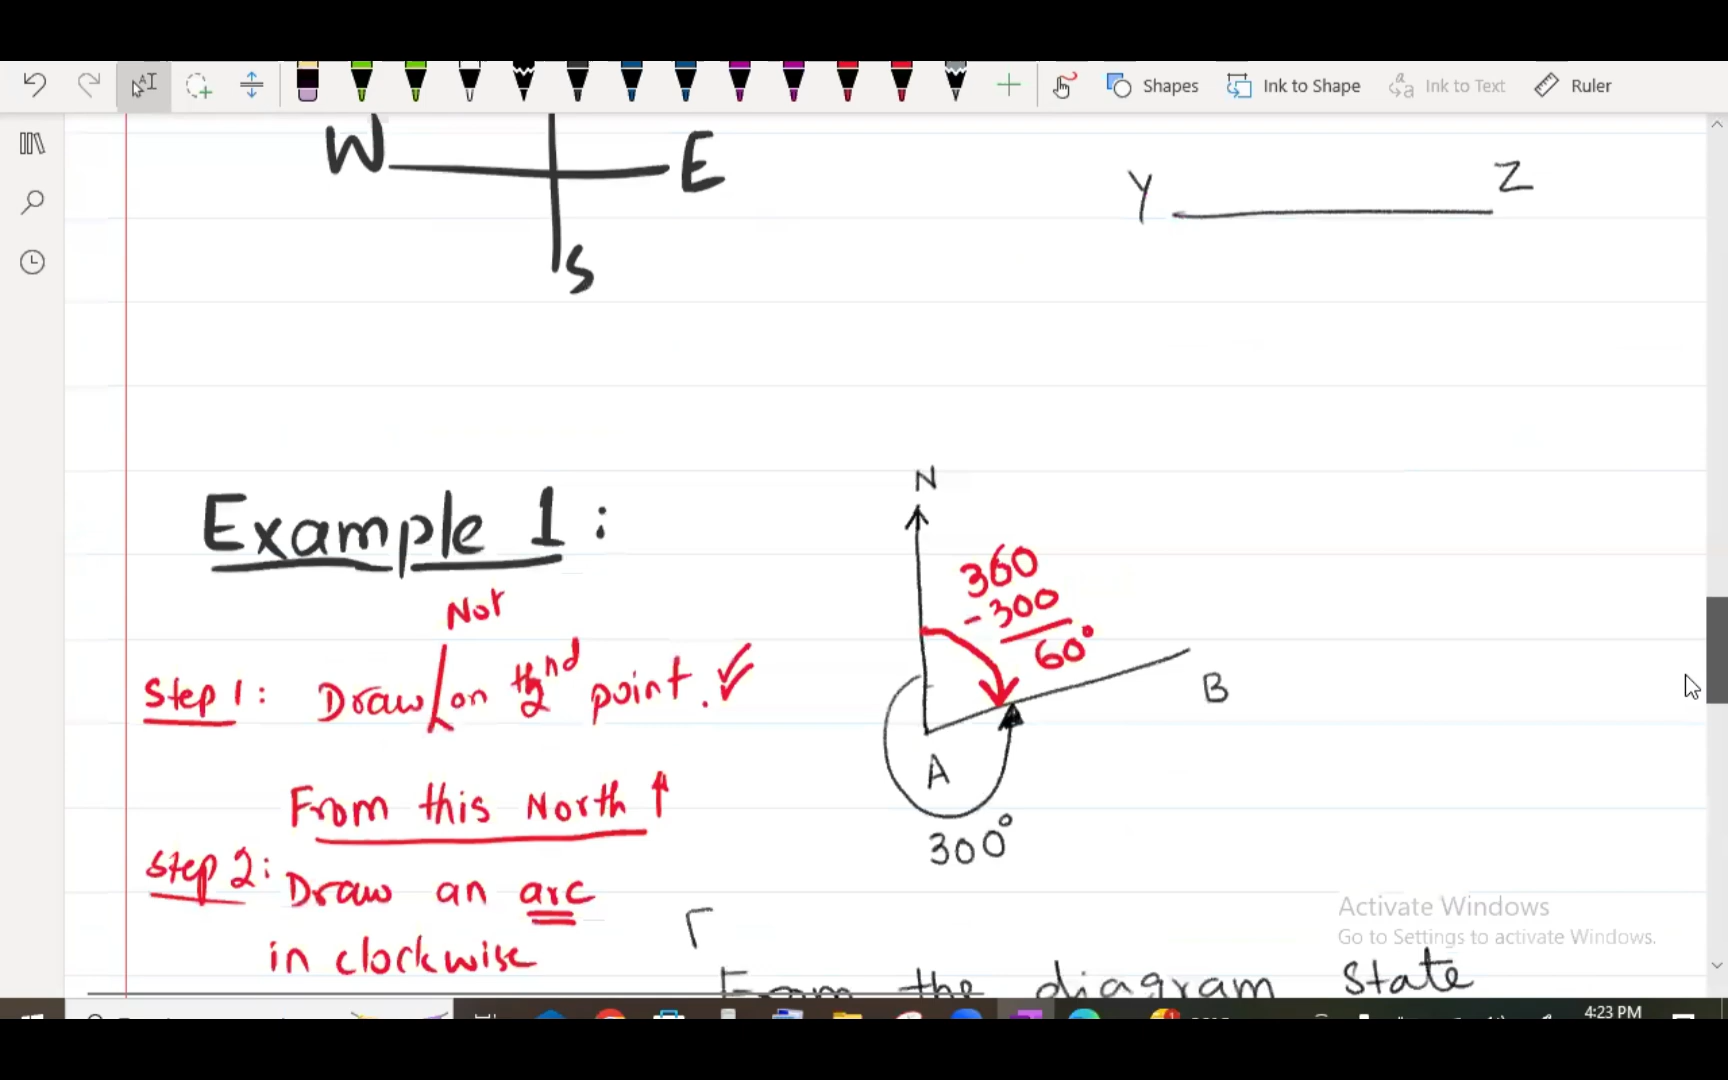 Shapes
Ink to Shape
Ink to Text
Ruler
W
E
S
Y
Z
Example 1:
Not
Step 1: Draw on 2nd point.
From this North ↑
Step 2: Draw an arc
in clockwise
N
360
- 300
60°
B
A
300°
From the diagram state
Activate Windows
Go to Settings to activate Windows.
4:23 PM